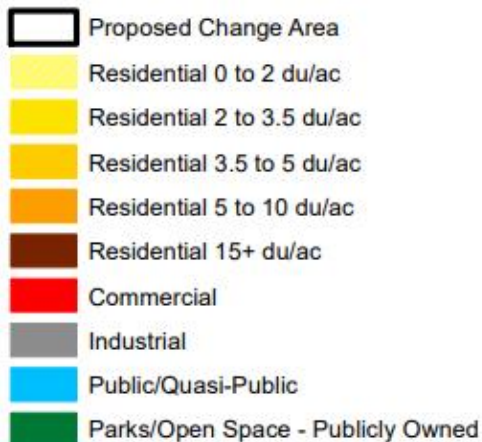 Proposed Change Area
Residential 0 to 2 du/ac
Residential 2 to 3.5 du/ac
Residential 3.5 to 5 du/ac
Residential 5 to 10 du/ac
Residential 15+ du/ac
Commercial
Industrial
Public/Quasi-Public
Parks/Open Space - Publicly Owned